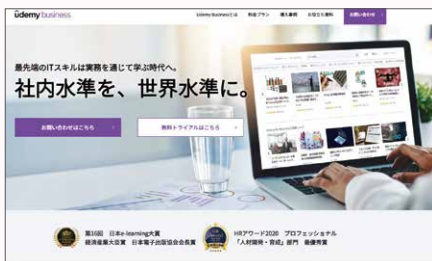 ûdemy business
Udemy Businessとは 料金プラン 導入事例 お役立ち資料 お問い合わせ
最先端のITスキルは実務を通じて学ぶ時代へ。
社内水準を、世界水準に。
お問い合わせはこちら
無料トライアルはこちら
第16回 日本e-learning大賞
経済産業大臣賞 日本電子出版協会会長賞
HRアワード2020 プロフェッショナル
「人材開発・育成」部門 最優秀賞